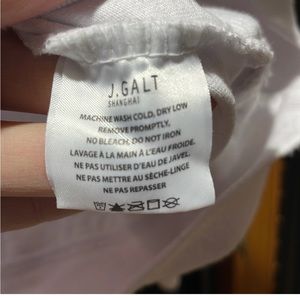 J.GALT
SHANGHAI
MACHINE WASH COLD, DRY LOW
REMOVE PROMPTLY,
NO BLEACH, DO NOT IRON
LAVAGE À LA MAIN À L'EAU FROIDE.
NE PAS UTILISER D'EAU DE JAVEL.
NE PAS METTRE AU SÈCHE-LINGE
NE PAS REPASSER